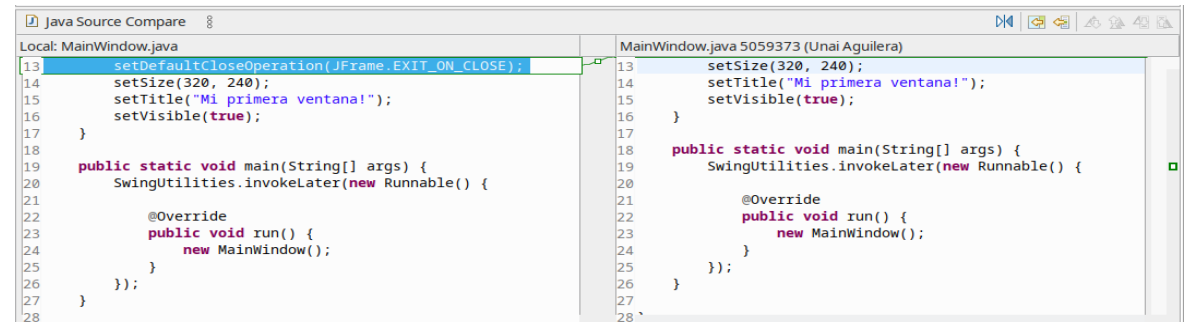 Java Source Compare
Local: MainWindow.java
13 setDefaultCloseOperation(JFrame.EXIT_ON_CLOSE);
14 setSize(320, 240);
15 setTitle("Mi primera ventana!");
16 setVisible(true);
17 }
18
19 public static void main(String[] args) {
20 SwingUtilities.invokeLater(new Runnable() {
21
22 @Override
23 public void run() {
24 new MainWindow();
25 }
26 });
27 }
28
MainWindow.java 5059373 (Unai Aguilera)
13 setSize(320, 240);
14 setTitle("Mi primera ventana!");
15 setVisible(true);
16 }
17
18 public static void main(String[] args) {
19 SwingUtilities.invokeLater(new Runnable() {
20
21 @Override
22 public void run() {
23 new MainWindow();
24 }
25 });
26 }
27
28